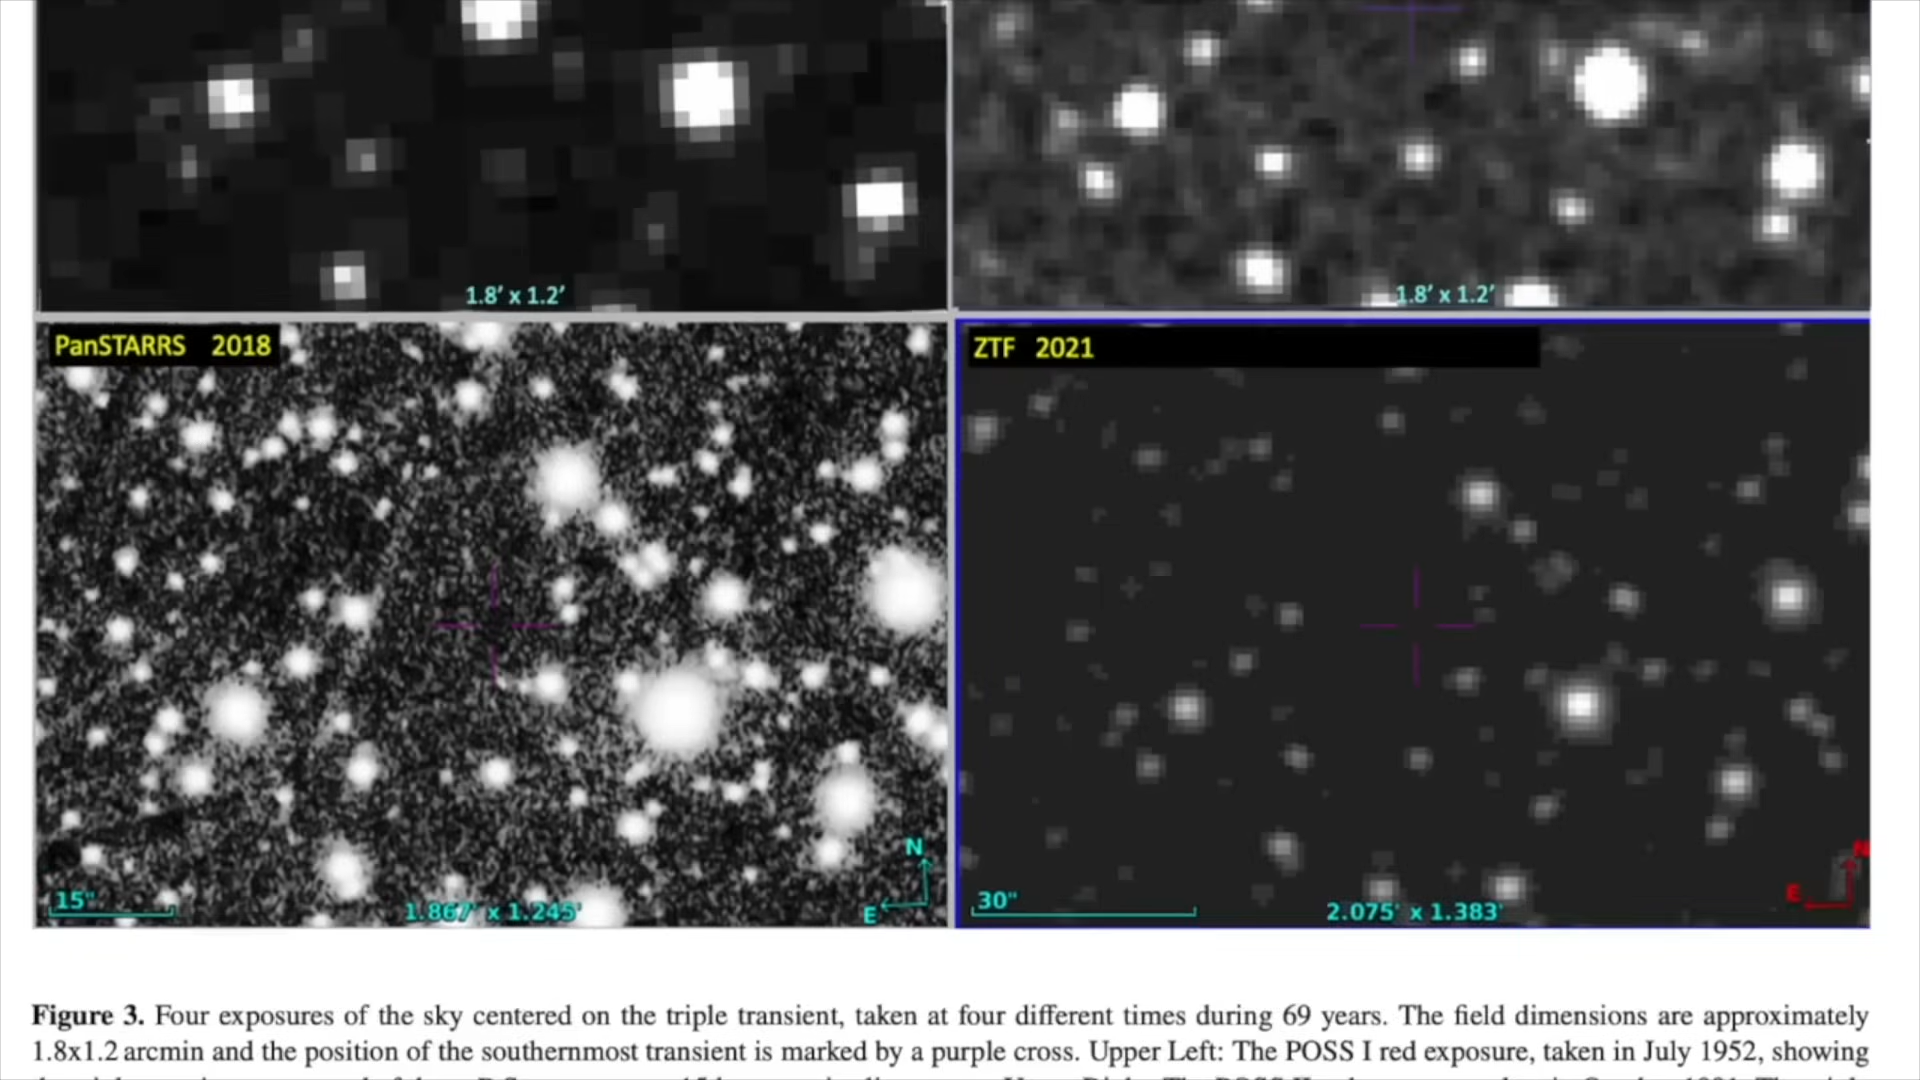 1.8’ x 1.2’
1.8’ x 1.2’
PanSTARRS 2018
ZTF 2021
N
15"
1.867' x 1.245'
E
N
30"
2.075' x 1.383'
E
Figure 3. Four exposures of the sky centered on the triple transient, taken at four different times during 69 years. The field dimensions are approximately
1.8x1.2 arcmin and the position of the southernmost transient is marked by a purple cross. Upper Left: The POSS I red exposure, taken in July 1952, showing